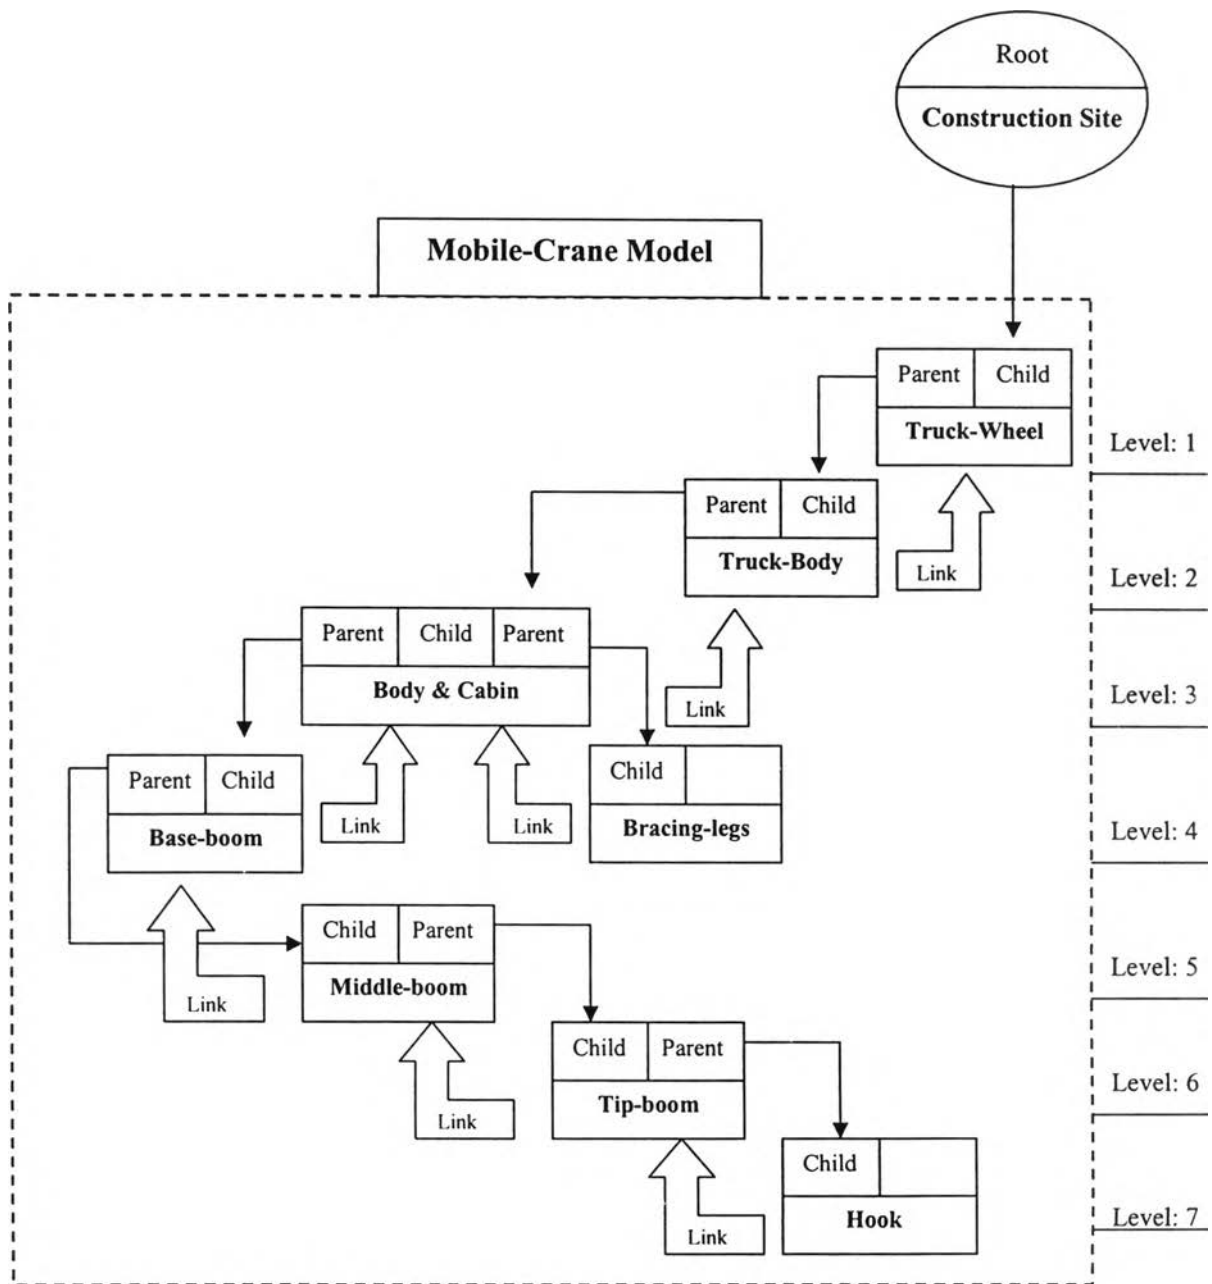 Root
Construction Site
Mobile-Crane Model
Parent Child
Truck-Wheel
Level: 1
Parent Child
Truck-Body
Link
Level: 2
Parent Child Parent
Body & Cabin
Link
Level: 3
Parent Child
Base-boom
Link
Link
Child
Bracing-legs
Level: 4
Link
Child Parent
Middle-boom
Level: 5
Link
Child Parent
Tip-boom
Level: 6
Link
Child
Hook
Level: 7